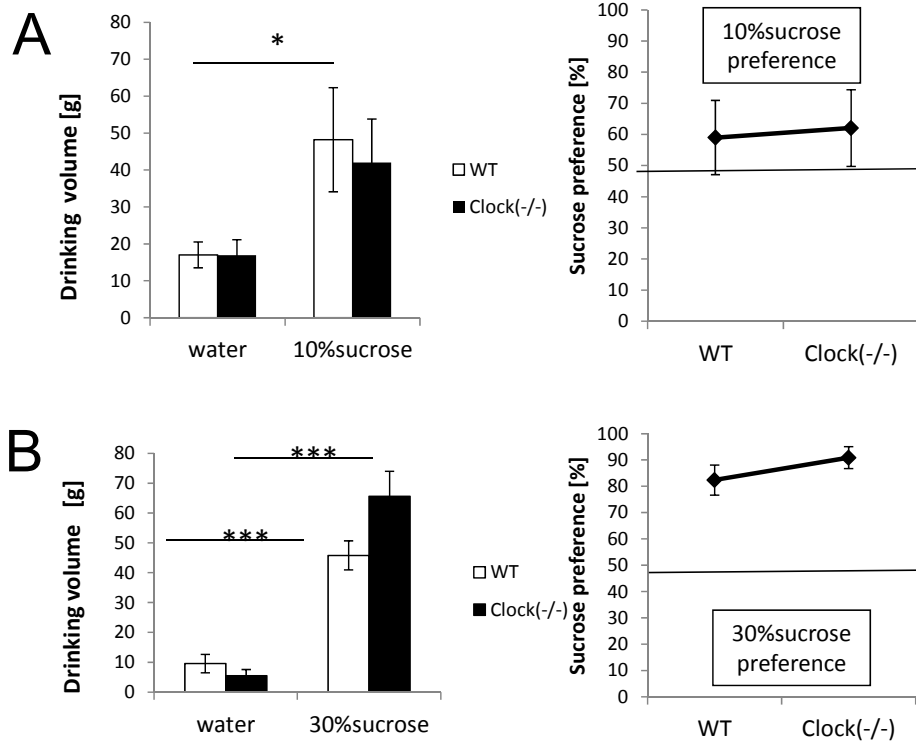 A
Drinking volume [g]
80
70
60
50
40
30
20
10
0
*
water
10%sucrose
WT
Clock(-/-)
Sucrose preference [%]
100
90
80
70
60
50
40
30
20
10
0
10%sucrose
preference
WT
Clock(-/-)
B
Drinking volume [g]
80
70
60
50
40
30
20
10
0
***
***
water
30%sucrose
WT
Clock(-/-)
Sucrose preference [%]
100
90
80
70
60
50
40
30
20
10
0
30%sucrose
preference
WT
Clock(-/-)